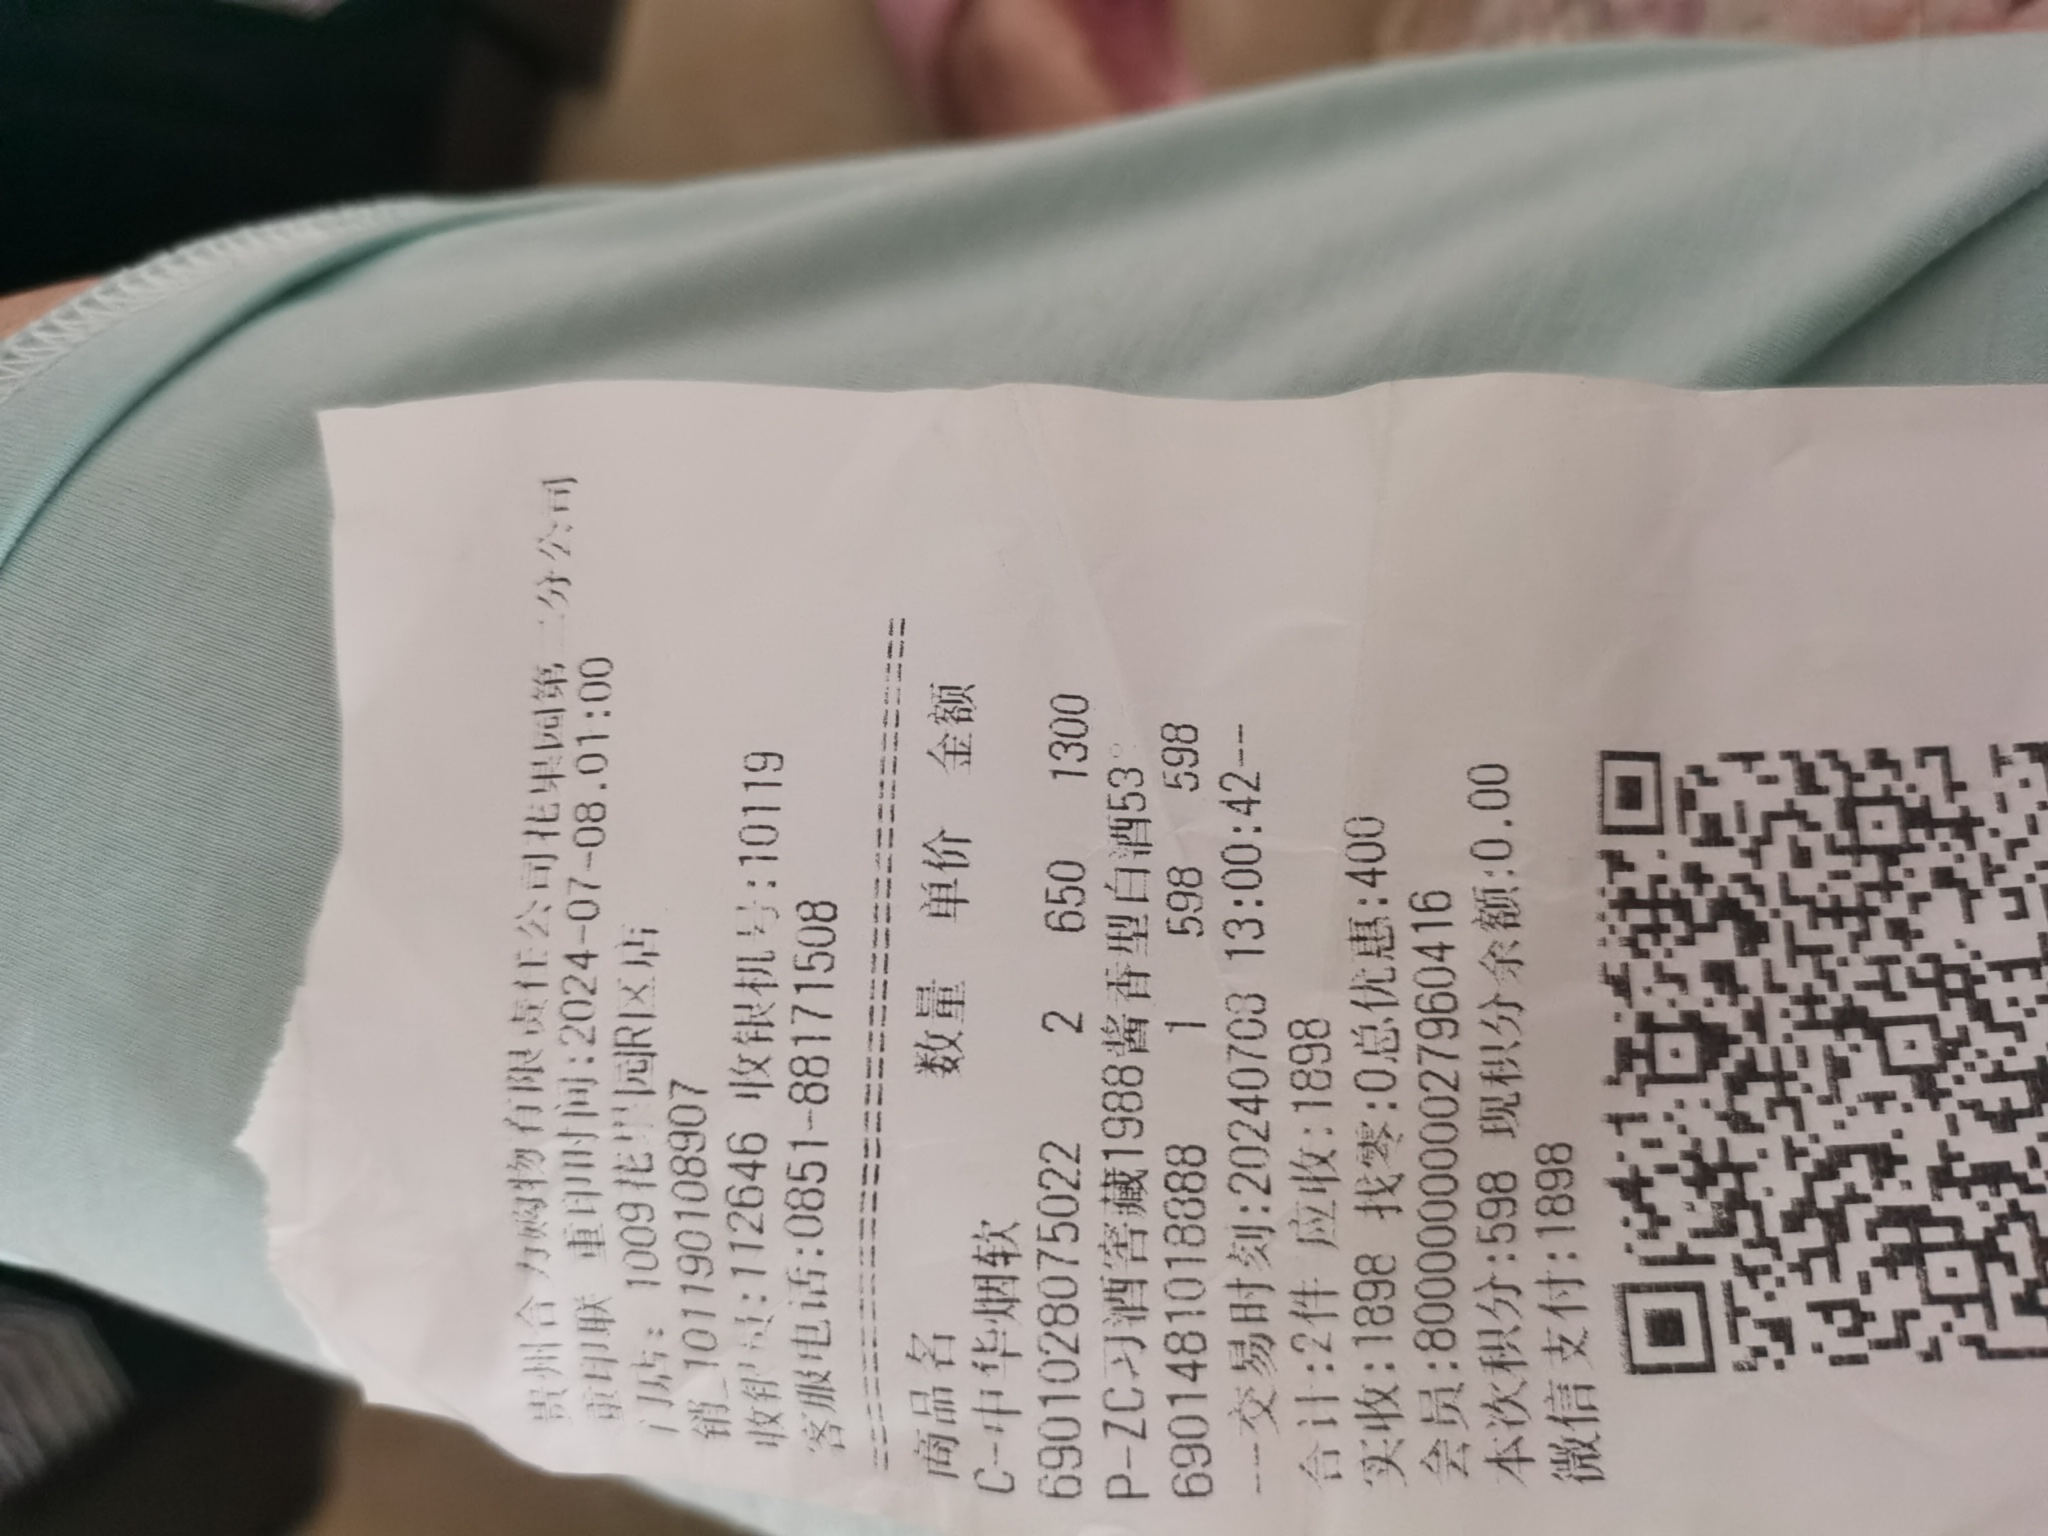 贵州合力购物有限责任公司花果园第二分公司
重印联 重印时间:2024-07-08.01:00
门店: 1009花果园R区店
销_1011901089​07
收银员:112646 收银机号:10119
客服电话:0851-88171508
================================
商品名 数量 单价 金额
C-中华烟软
6901028075022 2 650 1300
P-ZC习酒窖藏1988酱香型白酒53°
6901481018888 1 598 598
---交易时刻:20240703 13:00:42--
合计:2件 应收:1898
实收:1898 找零:0总优惠:400
会员:8000000002796​0416
本次积分:598 现积分余额:0.00
微信支付:1898